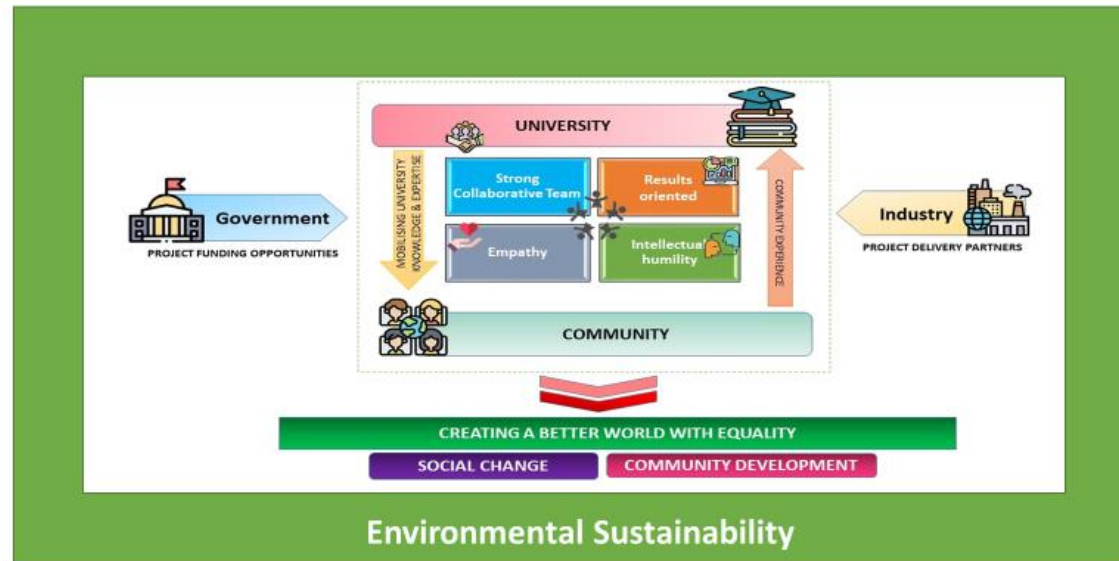 UNIVERSITY
MOBILISING UNIVERSITY
KNOWLEDGE & EXPERTISE
Strong
Collaborative Team
Results
oriented
Empathy
Intellectual
humility
COMMUNITY EXPERIENCE
Government
PROJECT FUNDING OPPORTUNITIES
Industry
PROJECT DELIVERY PARTNERS
COMMUNITY
CREATING A BETTER WORLD WITH EQUALITY
SOCIAL CHANGE
COMMUNITY DEVELOPMENT
Environmental Sustainability